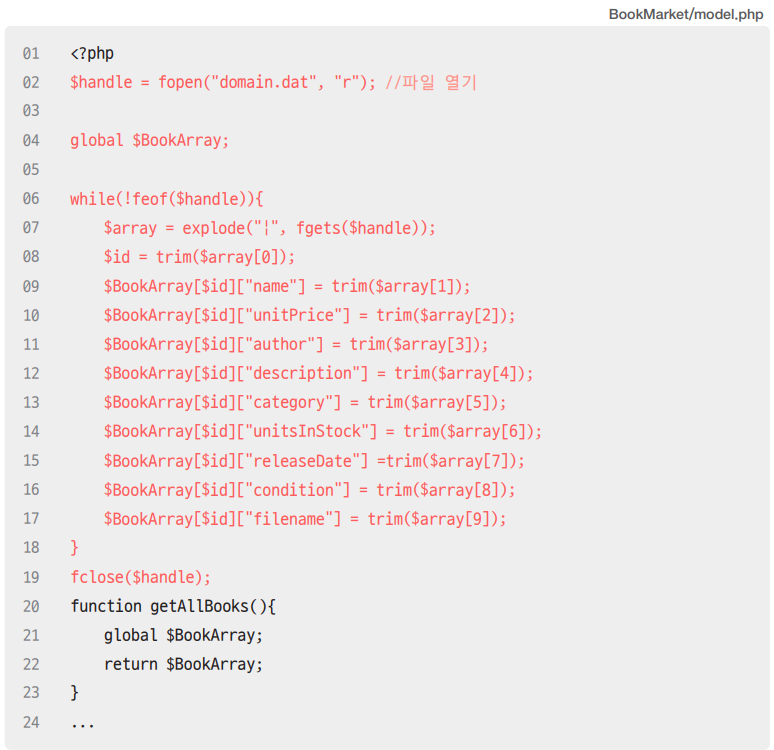 BookMarket/model.php
01 <?php
02 $handle = fopen("domain.dat", "r"); //파일 열기
03
04 global $BookArray;
05
06 while(!feof($handle)){
07 $array = explode("¦", fgets($handle));
08 $id = trim($array[0]);
09 $BookArray[$id]["name"] = trim($array[1]);
10 $BookArray[$id]["unitPrice"] = trim($array[2]);
11 $BookArray[$id]["author"] = trim($array[3]);
12 $BookArray[$id]["description"] = trim($array[4]);
13 $BookArray[$id]["category"] = trim($array[5]);
14 $BookArray[$id]["unitsInStock"] = trim($array[6]);
15 $BookArray[$id]["releaseDate"] =trim($array[7]);
16 $BookArray[$id]["condition"] = trim($array[8]);
17 $BookArray[$id]["filename"] = trim($array[9]);
18 }
19 fclose($handle);
20 function getAllBooks(){
21 global $BookArray;
22 return $BookArray;
23 }
24 ...